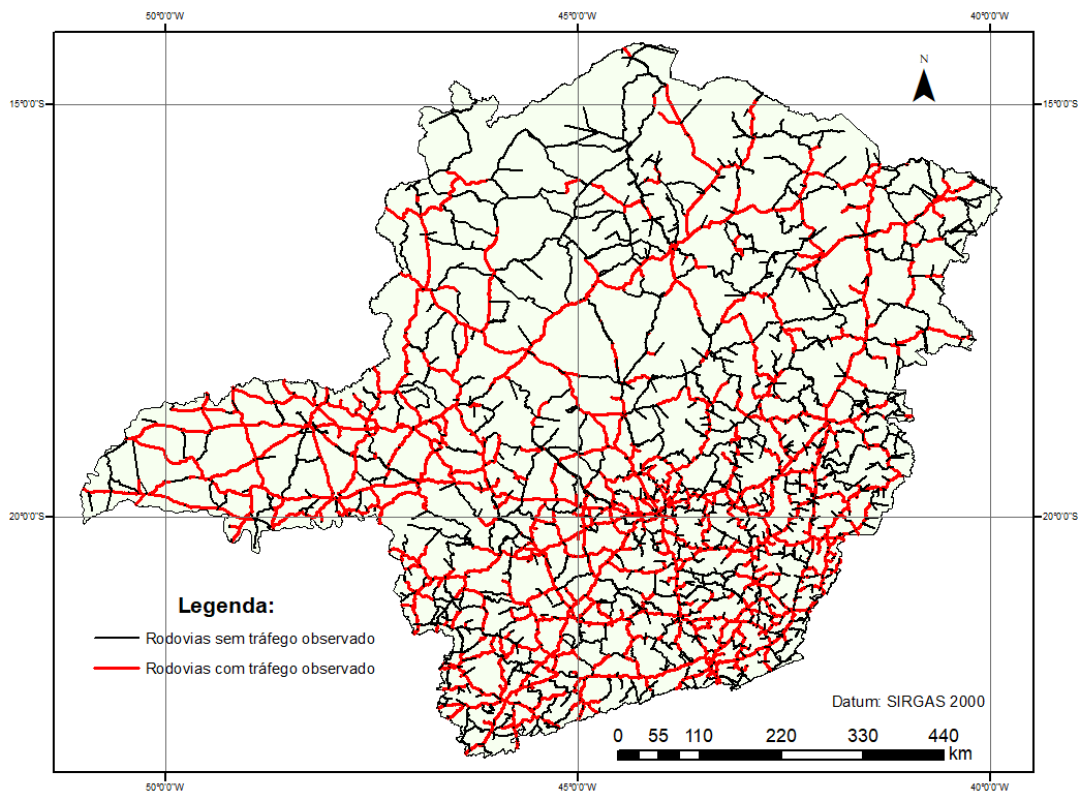 50°0'0"W 45°0'0"W 40°0'0"W
N
15°0'0"S 15°0'0"S
20°0'0"S 20°0'0"S
Legenda:
Rodovias sem tráfego observado
Rodovias com tráfego observado
Datum: SIRGAS 2000
0 55 110 220 330 440
km
50°0'0"W 45°0'0"W 40°0'0"W